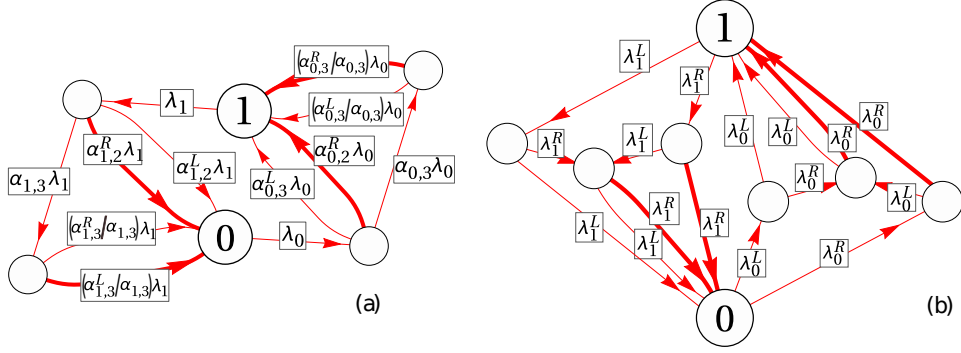 (α^R_{0,3}/α_{0,3})λ_0
1
λ_1
(α^L_{0,3}/α_{0,3})λ_0
α^R_{1,2}λ_1
α^R_{0,2}λ_0
α^L_{1,2}λ_1
α_{1,3}λ_1
α^L_{0,3}λ_0
α_{0,3}λ_0
(α^R_{1,3}/α_{1,3})λ_1
0
λ_0
(α^L_{1,3}/α_{1,3})λ_1
(a)
1
λ^L_1
λ^R_1
λ^R_0
λ^L_0
λ^L_0
λ^R_0
λ^R_1
λ^L_1
λ^R_0
λ^L_0
λ^R_1
λ^L_1
λ^R_1
λ^L_1
λ^L_0
λ^R_0
0
(b)